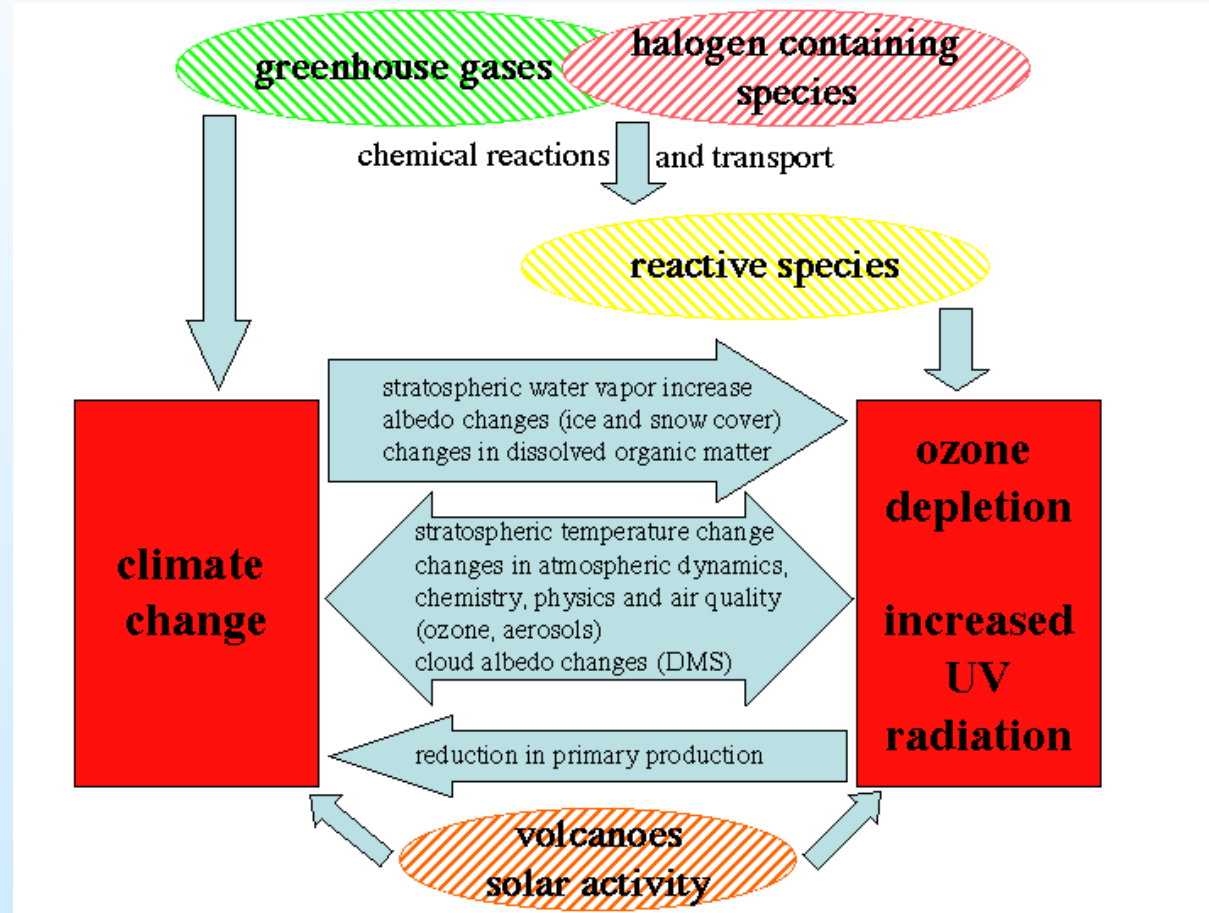 greenhouse gases
halogen containing
species
chemical reactions and transport
reactive species
stratospheric water vapor increase
albedo changes (ice and snow cover)
changes in dissolved organic matter
climate
change
stratospheric temperature change
changes in atmospheric dynamics,
chemistry, physics and air quality
(ozone, aerosols)
cloud albedo changes (DMS)
ozone
depletion
increased
UV
radiation
reduction in primary production
volcanoes
solar activity